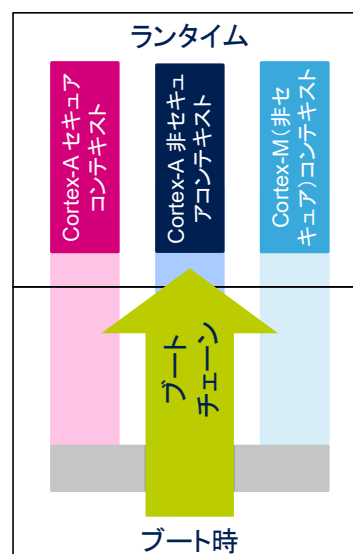 ランタイム
Cortex-A セキュア
コンテキスト
Cortex-A 非セキュ
アコンテキスト
Cortex-M（非セ
キュア）コンテキスト
ブート
チェーン
ブート時